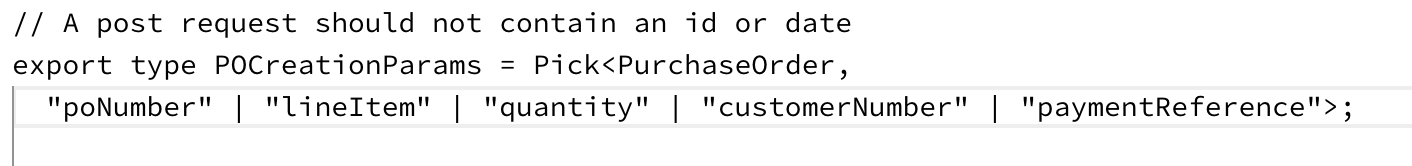 // A post request should not contain an id or date
export type POCreationParams = Pick<PurchaseOrder,
  "poNumber" | "lineItem" | "quantity" | "customerNumber" | "paymentReference">;